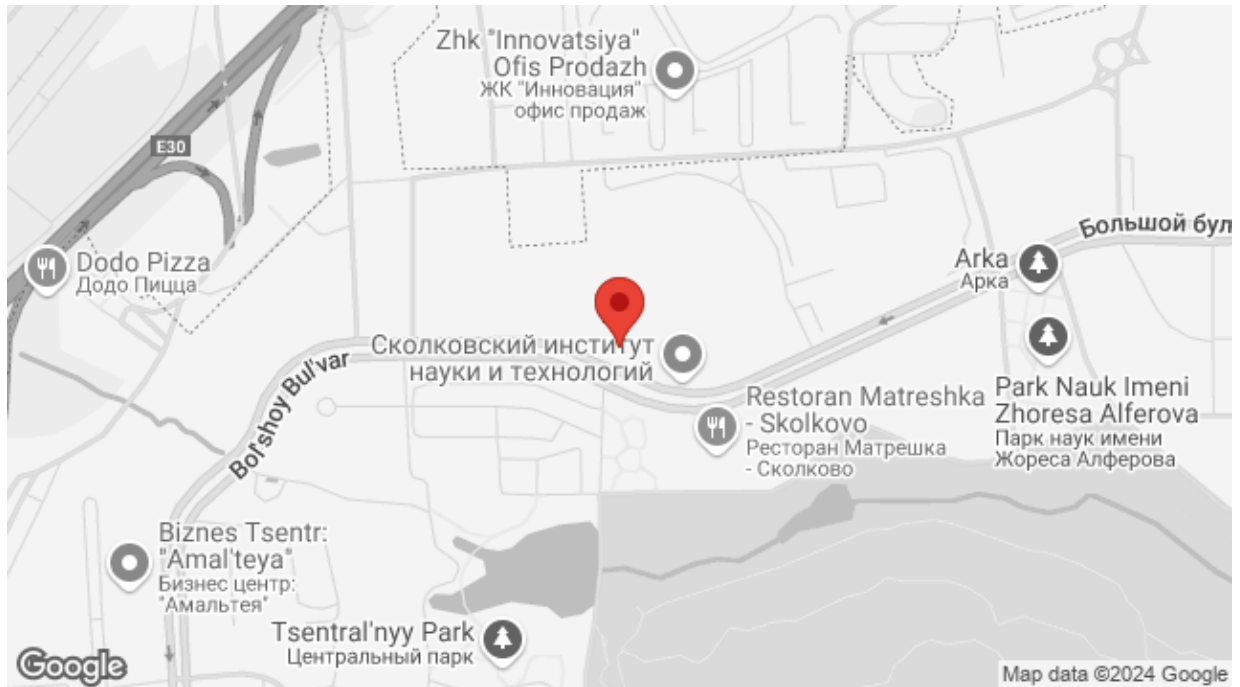 Zhk "Innovatsiya"
Ofis Prodazh
ЖК "Инновация"
офис продаж
E30
Большой бул
Dodo Pizza
Додо Пицца
Arka
Арка
Сколковский институт
науки и технологий
Bol'shoy Bul'var
Restoran Matreshka
- Skolkovo
Ресторан Матрешка
- Сколково
Park Nauk Imeni
Zhoresa Alferova
Парк наук имени
Жореса Алферова
Biznes Tsentr:
"Amal'teya"
Бизнес центр:
"Амальтея"
Tsentral'nyy Park
Центральный парк
Google
Map data ©2024 Google